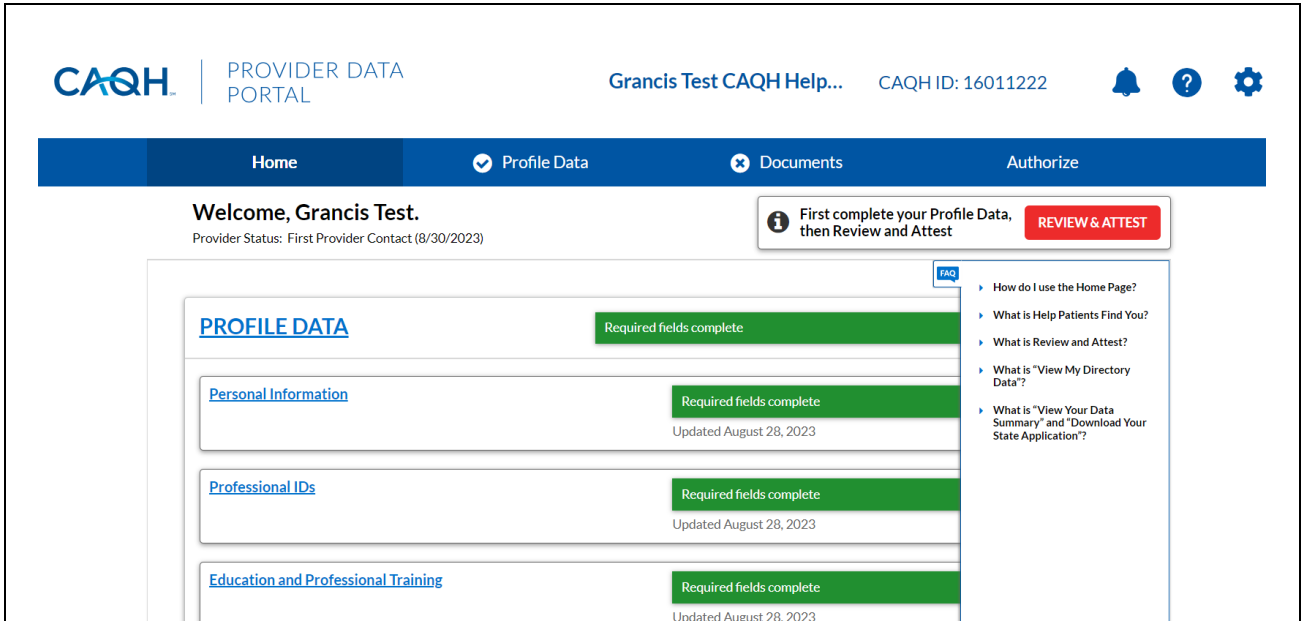 CAQH
PROVIDER DATA
PORTAL
Grancis Test CAQH Help...
CAQH ID: 16011222
?
Home
Profile Data
Documents
Authorize
Welcome, Grancis Test.
Provider Status: First Provider Contact (8/30/2023)
First complete your Profile Data,
then Review and Attest
REVIEW & ATTEST
FAQ
How do I use the Home Page?
What is Help Patients Find You?
What is Review and Attest?
What is “View My Directory
Data”?
What is “View Your Data
Summary” and “Download Your
State Application”?
PROFILE DATA
Required fields complete
Personal Information
Required fields complete
Updated August 28, 2023
Professional IDs
Required fields complete
Updated August 28, 2023
Education and Professional Training
Required fields complete
Updated August 28, 2023